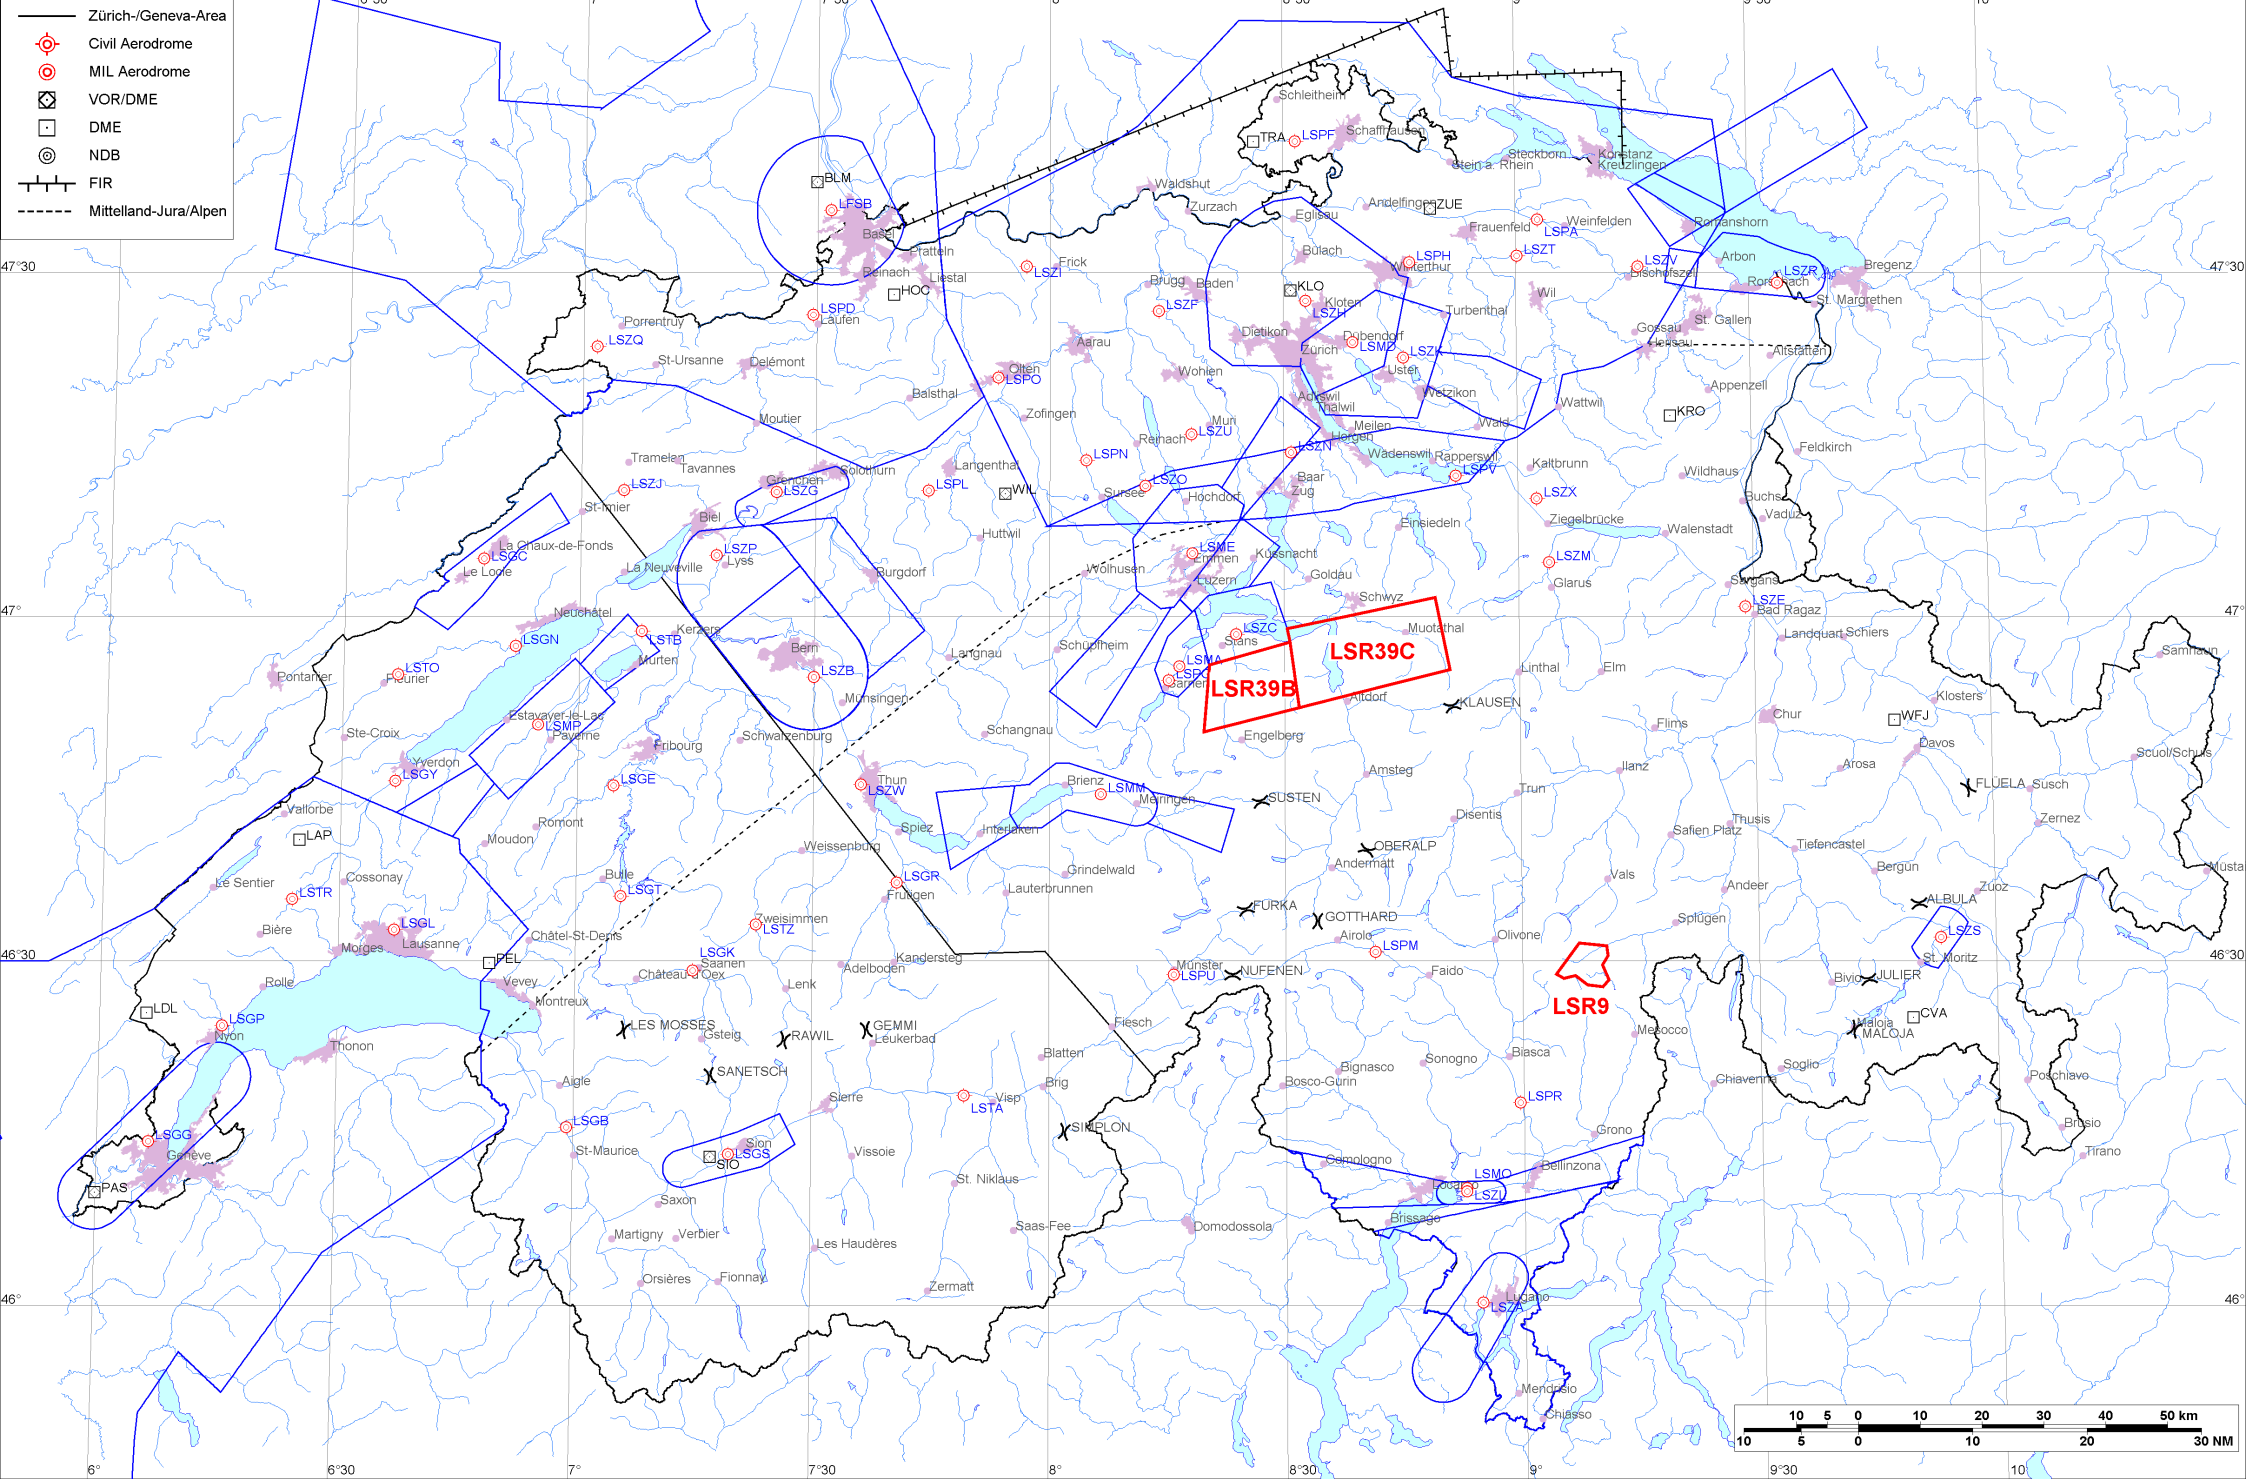 Zürich-/Geneva-Area
Civil Aerodrome
MIL Aerodrome
VOR/DME
DME
NDB
FIR
Mittelland-Jura/Alpen
Schleitheim
TRA
LSPF
Schaffhausen
Stein a. Rhein
Steckborn
Konstanz
Kreuzlingen
BLM
LFSB
Basel
Pratteln
Reinach
Liestal
HOC
Waldshut
Zurzach
Eglisau
Andelfingen
ZUE
Frauenfeld
Weinfelden
LSPA
LSZT
Romanshorn
47°30
Frick
LSZI
Bülach
LSPH
Winterthur
LSZV
Bischofszell
Arbon
LSZR
Rorschach
Bregenz
St. Margrethen
47°30
LSPD
Laufen
Porrentruy
LSZQ
St-Ursanne
Delémont
Brugg
Baden
LSZF
KLO
Kloten
LSZH
Dietikon
Zürich
Dübendorf
LSMD
LSZK
Uster
Turbenthal
Wil
Gossau
St. Gallen
Herisau
Altstätten
Aarau
Olten
LSPO
Wohlen
Balsthal
Zofingen
Muri
LSZU
Reinach
Adliswil
Thalwil
Meilen
Horgen
Wetzikon
Wald
Wattwil
Appenzell
KRO
Feldkirch
Moutier
Tramelan
Tavannes
LSZJ
St-Imier
Grenchen
LSZG
Solothurn
Langenthal
LSPL
WIL
LSPN
LSZO
Sursee
Hochdorf
LSZN
Baar
Zug
Wädenswil
Rapperswil
LSPV
Kaltbrunn
LSZX
Wildhaus
Buchs
Vaduz
Biel
La Chaux-de-Fonds
LSGC
Le Locle
La Neuveville
LSZP
Lyss
Burgdorf
Huttwil
Wolhusen
LSME
Emmen
Luzern
Küssnacht
Goldau
Einsiedeln
Ziegelbrücke
Walenstadt
LSZM
Glarus
Sargans
LSZE
Bad Ragaz
47°
Neuchâtel
LSGN
LSTB
Kerzers
Murten
Bern
LSZB
Langnau
Schüpfheim
LSZC
Stans
Schwyz
Muotathal
LSR39C
LSR39B
LSMA
LSPG
Sarnen
Altdorf
KLAUSEN
Linthal
Elm
Landquart
Schiers
Samnaun
47°
Pontarlier
LSTO
Fleurier
Ste-Croix
Estavayer-le-Lac
LSMP
Payerne
Fribourg
Schwarzenburg
Münsingen
Schangnau
Engelberg
Flims
Chur
Klosters
WFJ
Davos
Arosa
Scuol/Schuls
Yverdon
LSGY
LSGE
Thun
LSZW
Brienz
LSMM
Meiringen
SUSTEN
Amsteg
Trun
Ilanz
FLÜELA
Susch
Vallorbe
LAP
Moudon
Romont
Spiez
Interlaken
Disentis
Safien Platz
Thusis
Tiefencastel
Zernez
Weissenburg
Grindelwald
Lauterbrunnen
OBERALP
Andermatt
Vals
Andeer
Bergün
Zuoz
Le Sentier
Cossonay
LSTR
Bulle
LSGT
LSGR
Frutigen
FURKA
GOTTHARD
Airolo
LSPM
Olivone
Splügen
ALBULA
LSZS
Bière
LSGL
Lausanne
Morges
Châtel-St-Denis
Zweisimmen
LSTZ
LSGK
Saanen
Château-d'Oex
Adelboden
Kandersteg
Münster
LSPU
NUFENEN
Faido
LSR9
St. Moritz
Bivio
JULIER
46°30
46°30
Rolle
Vevey
Montreux
Lenk
LDL
LSGP
Nyon
Thonon
LES MOSSES
Gsteig
RAWIL
GEMMI
Leukerbad
Fiesch
Mesocco
CVA
Maloja
MALOJA
Soglio
SANETSCH
Aigle
Blatten
Brig
Visp
LSTA
Bignasco
Bosco-Gurin
Sonogno
Biasca
LSPR
Chiavenna
Poschiavo
Sierre
LSGB
LSGG
Genève
PAS
St-Maurice
Sion
SIO
LSGS
Vissoie
SIMPLON
Grono
Brusio
Tirano
Comologno
LSMO
Bellinzona
LSZL
Saxon
St. Niklaus
Martigny
Verbier
Les Haudères
Saas-Fee
Domodossola
Brissago
Orsières
Fionnay
Zermatt
46°
46°
Lugano
LSZA
Mendrisio
Chiasso
10 5 0 10 20 30 40 50 km
10 5 0 10 20 30 NM
6° 6°30 7° 7°30 8° 8°30 9° 9°30 10°